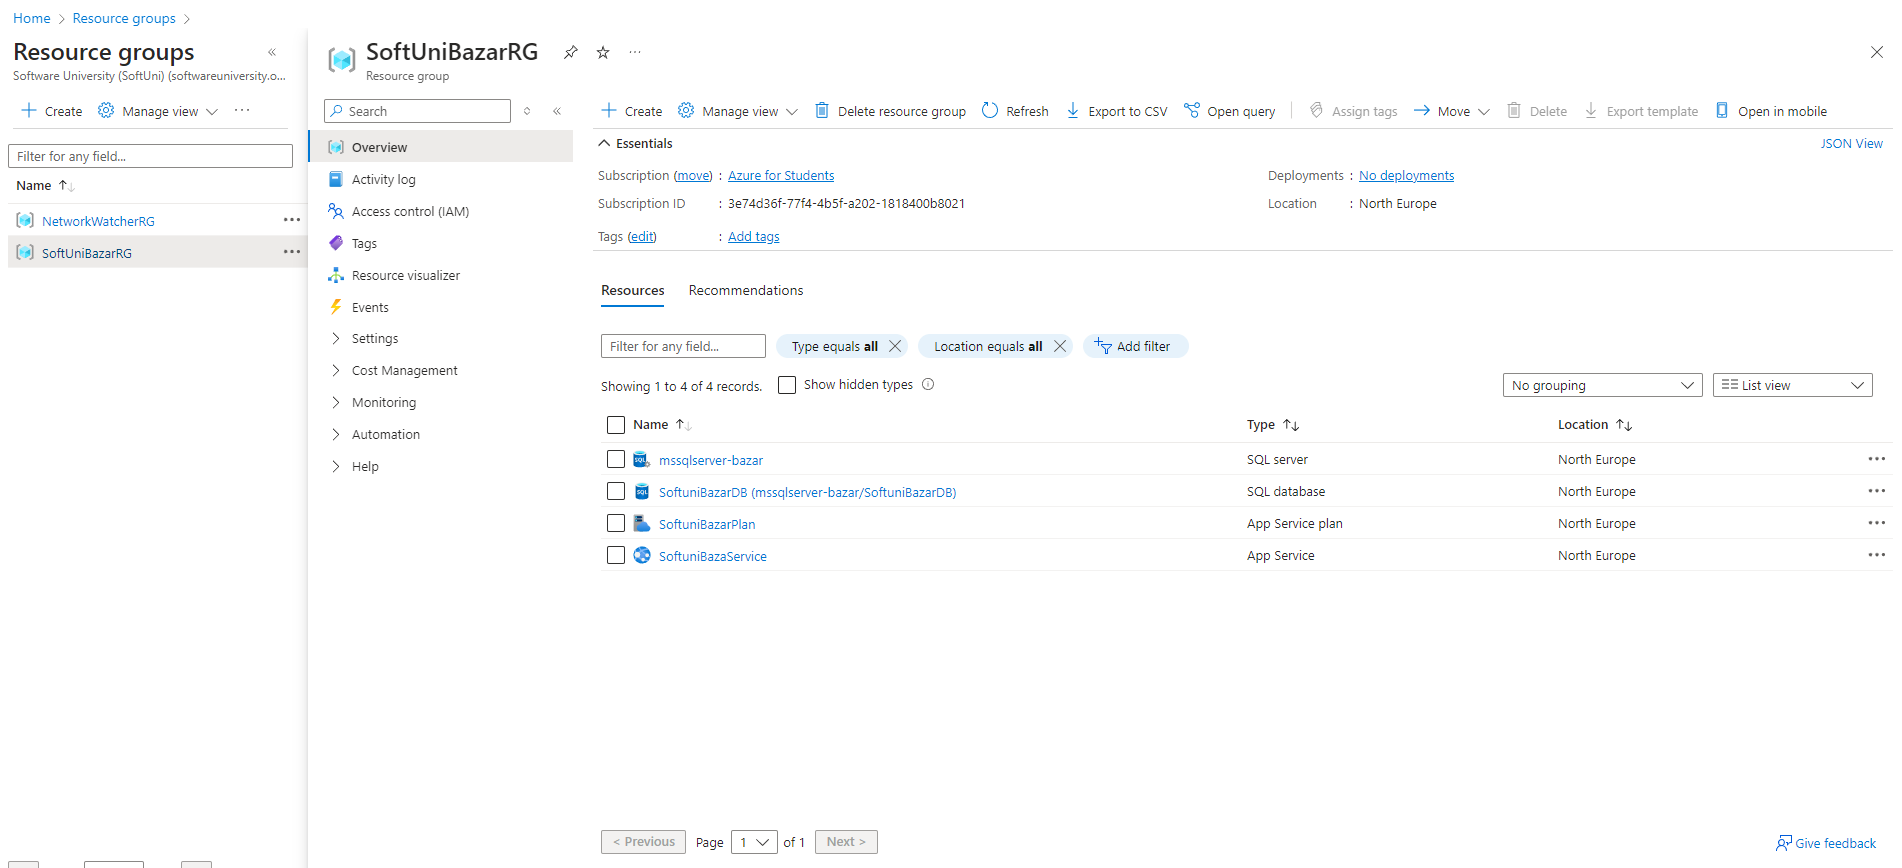 Home > Resource groups >
Resource groups «
Software University (SoftUni) (softwareuniversity.o...
Create Manage view ...
Filter for any field...
Name ↑↓
NetworkWatcherRG ...
SoftUniBazarRG ...
SoftUniBazarRG ...
Resource group
Search «
Overview
Activity log
Access control (IAM)
Tags
Resource visualizer
Events
Settings
Cost Management
Monitoring
Automation
Help
Create Manage view Delete resource group Refresh Export to CSV Open query Assign tags Move Delete Export template Open in mobile
Essentials JSON View
Subscription (move) : Azure for Students
Deployments : No deployments
Subscription ID : 3e74d36f-77f4-4b5f-a202-1818400b8021
Location : North Europe
Tags (edit) : Add tags
Resources Recommendations
Filter for any field... Type equals all Location equals all Add filter
Showing 1 to 4 of 4 records. Show hidden types No grouping List view
Name ↑↓ Type ↑↓ Location ↑↓
mssqlserver-bazar SQL server North Europe ...
SoftuniBazarDB (mssqlserver-bazar/SoftuniBazarDB) SQL database North Europe ...
SoftuniBazarPlan App Service plan North Europe ...
SoftuniBazaService App Service North Europe ...
< Previous Page 1 of 1 Next >
Give feedback